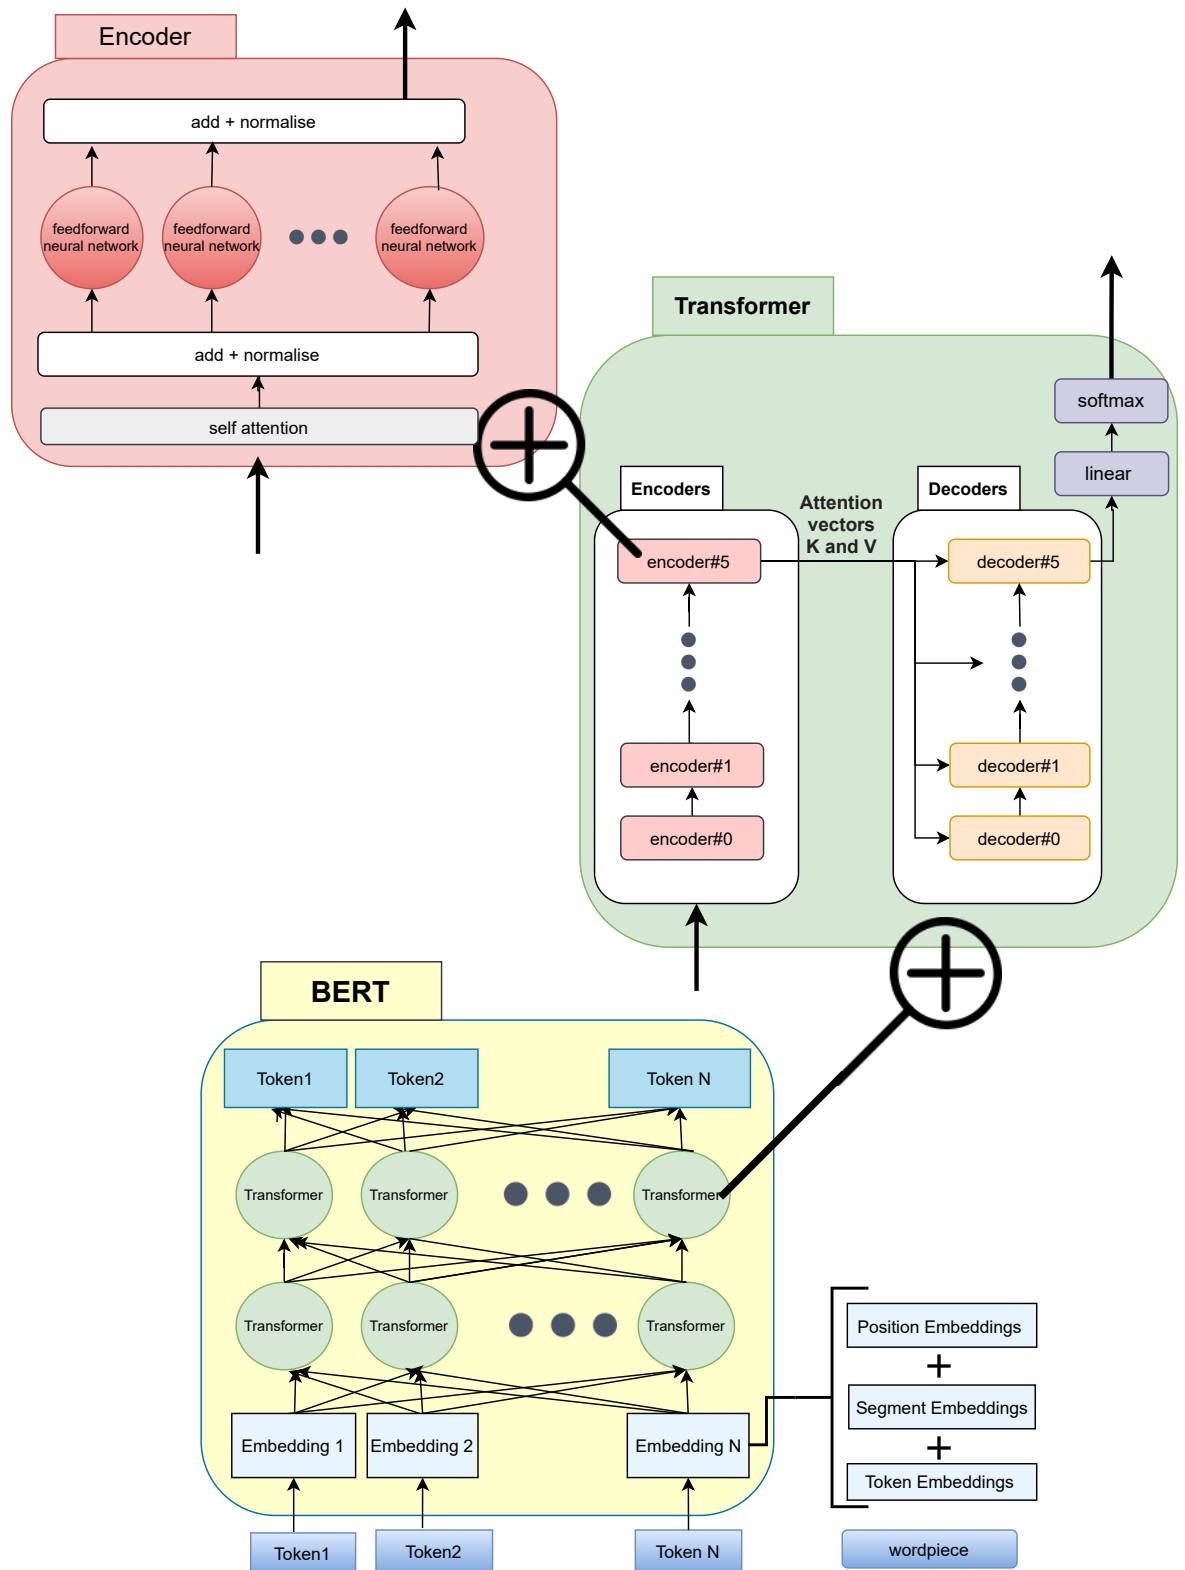 Encoder
add + normalise
feedforward
neural network
feedforward
neural network
feedforward
neural network
add + normalise
self attention
Transformer
softmax
linear
Encoders
Attention
vectors
K and V
Decoders
encoder#5
decoder#5
encoder#1
decoder#1
encoder#0
decoder#0
BERT
Token1
Token2
Token N
Transformer
Transformer
Transformer
Transformer
Transformer
Transformer
Embedding 1
Embedding 2
Embedding N
Position Embeddings
+
Segment Embeddings
+
Token Embeddings
Token1
Token2
Token N
wordpiece